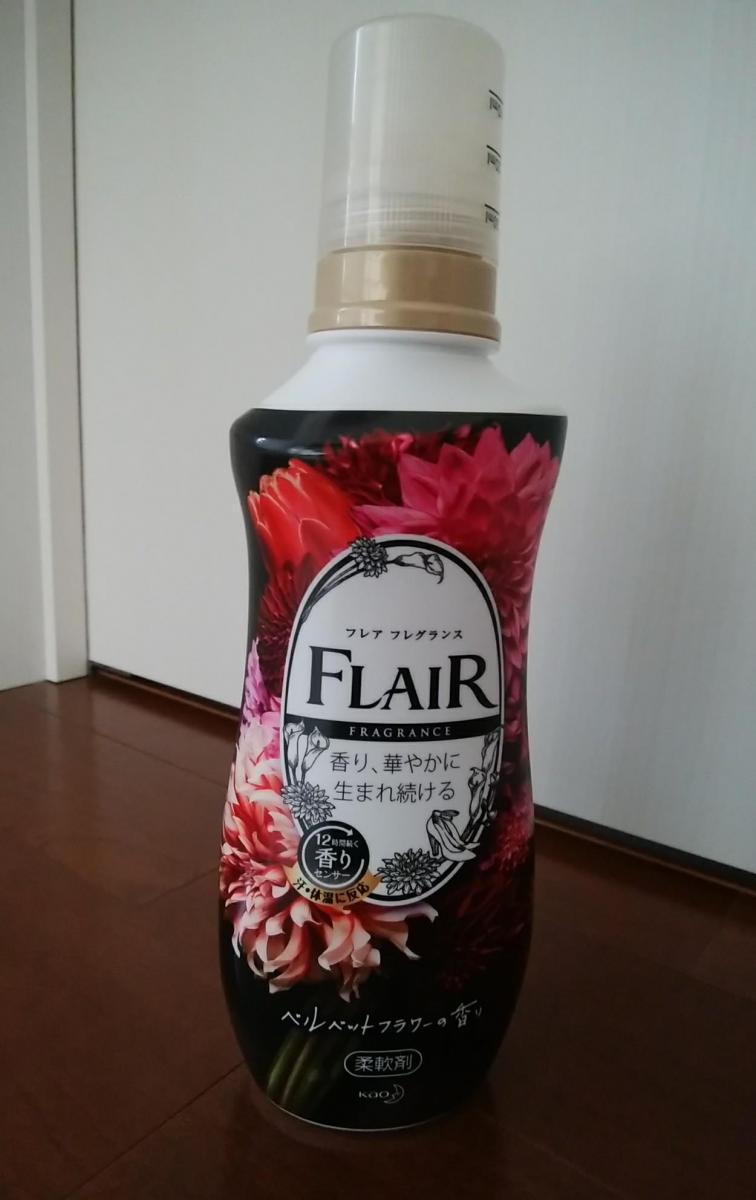 フレア フレグランス
FLAIR
FRAGRANCE
香り、華やかに
生まれ続ける
12時間続く
香り
センサー
汗・体温に反応
ベルベットフラワーの香り
柔軟剤
Kao